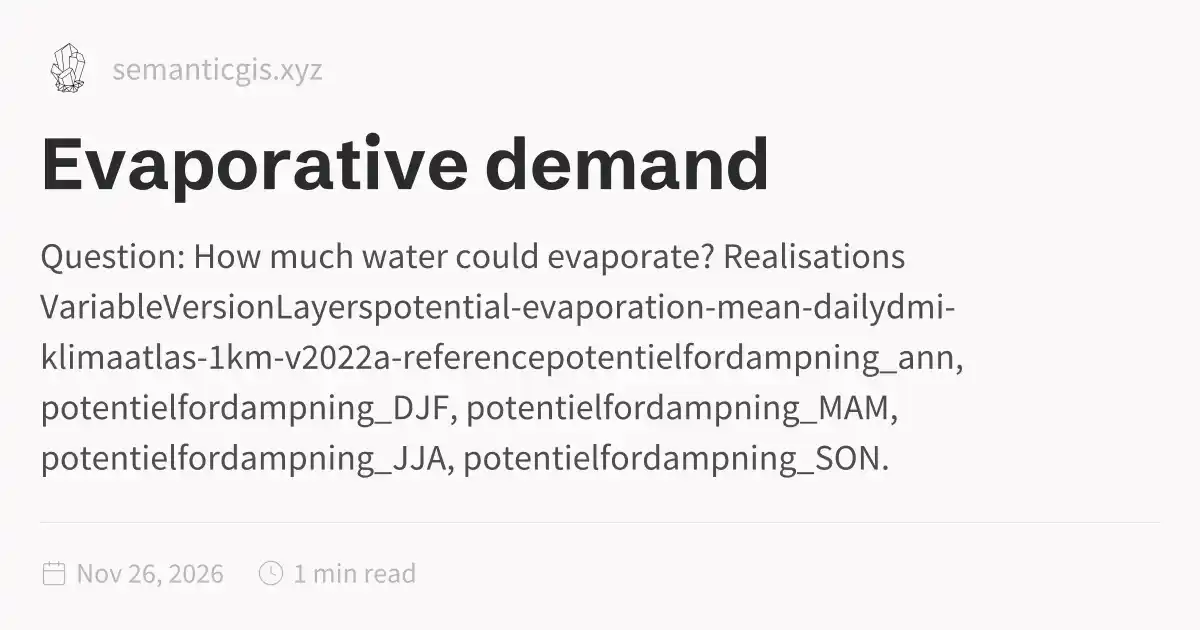 semanticgis.xyz
Evaporative demand
Question: How much water could evaporate? Realisations
VariableVersionLayerspotential-evaporation-mean-dailydmi-
klimaatlas-1km-v2022a-referencepotentielfordampning_ann,
potentielfordampning_DJF, potentielfordampning_MAM,
potentielfordampning_JJA, potentielfordampning_SON.
Nov 26, 2026 1 min read